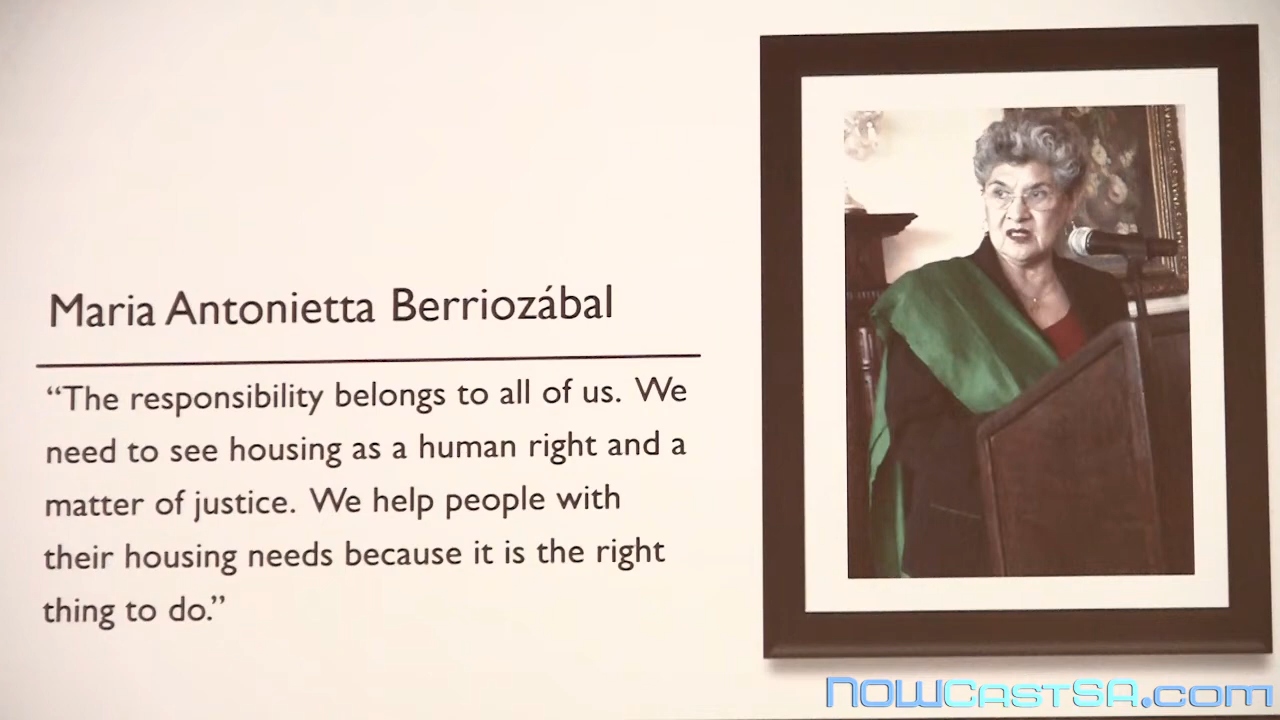 Maria Antonietta Berriozábal
“The responsibility belongs to all of us. We
need to see housing as a human right and a
matter of justice. We help people with
their housing needs because it is the right
thing to do.”
NOWCastSA.com